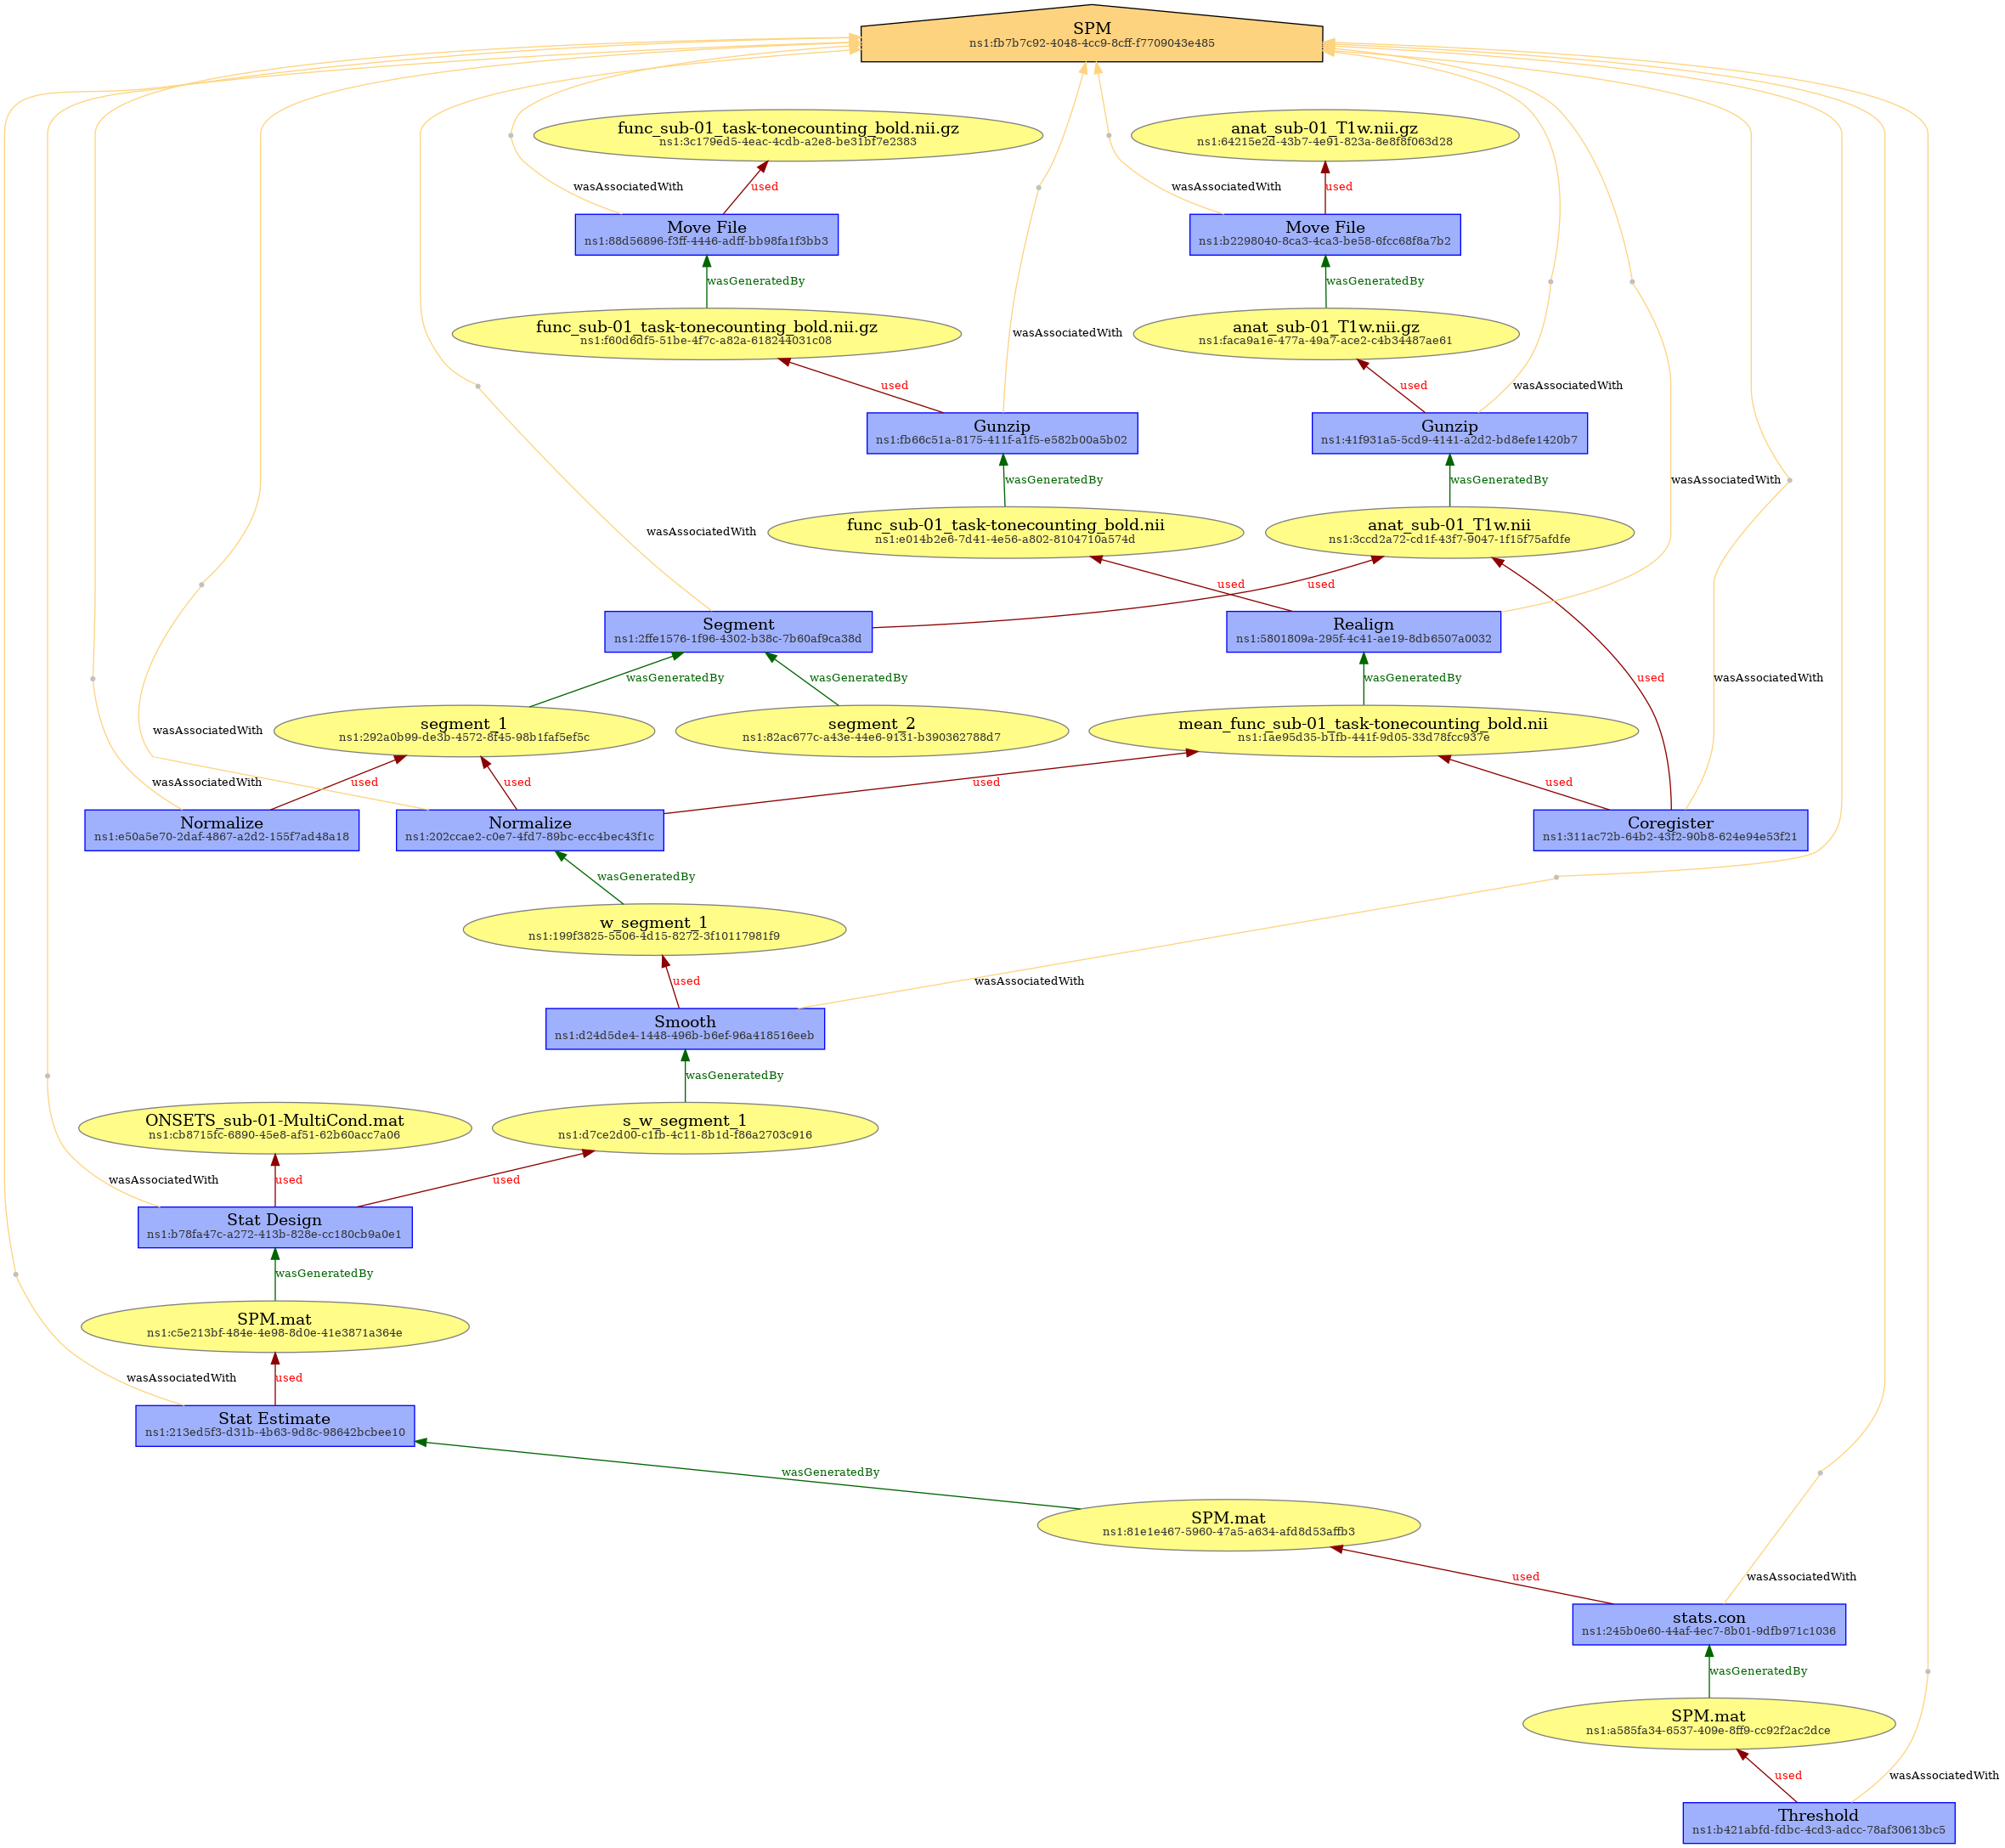 SPM
ns1:fb7b7c92-4048-4cc9-8cff-f7709043e485
func_sub-01_task-tonecounting_bold.nii.gz
ns1:3c179ed5-4eac-4cdb-a2e8-be31bf7e2383
anat_sub-01_T1w.nii.gz
ns1:64215e2d-43b7-4e91-823a-8e8f8f063d28
wasAssociatedWith
used
wasAssociatedWith
used
Move File
ns1:88d56896-f3ff-4446-adff-bb98fa1f3bb3
Move File
ns1:b2298040-8ca3-4ca3-be58-6fcc68f8a7b2
wasGeneratedBy
wasGeneratedBy
func_sub-01_task-tonecounting_bold.nii.gz
ns1:f60d6df5-51be-4f7c-a82a-618244031c08
wasAssociatedWith
anat_sub-01_T1w.nii.gz
ns1:faca9a1e-477a-49a7-ace2-c4b34487ae61
used
used
wasAssociatedWith
Gunzip
ns1:fb66c51a-8175-411f-a1f5-e582b00a5b02
Gunzip
ns1:41f931a5-5cd9-4141-a2d2-bd8efe1420b7
wasGeneratedBy
wasGeneratedBy
wasAssociatedWith
wasAssociatedWith
func_sub-01_task-tonecounting_bold.nii
ns1:e014b2e6-7d41-4e56-a802-8104710a574d
anat_sub-01_T1w.nii
ns1:3ccd2a72-cd1f-43f7-9047-1f15f75afdfe
used
used
Segment
ns1:2ffe1576-1f96-4302-b38c-7b60af9ca38d
Realign
ns1:5801809a-295f-4c41-ae19-8db6507a0032
wasGeneratedBy
wasGeneratedBy
wasGeneratedBy
used
wasAssociatedWith
wasAssociatedWith
segment_1
ns1:292a0b99-de3b-4572-8f45-98b1faf5ef5c
segment_2
ns1:82ac677c-a43e-44e6-9131-b390362788d7
mean_func_sub-01_task-tonecounting_bold.nii
ns1:1ae95d35-b1fb-441f-9d05-33d78fcc937e
wasAssociatedWith
used
used
used
used
Normalize
ns1:e50a5e70-2daf-4867-a2d2-155f7ad48a18
Normalize
ns1:202ccae2-c0e7-4fd7-89bc-ecc4bec43f1c
Coregister
ns1:311ac72b-64b2-43f2-90b8-624e94e53f21
wasGeneratedBy
w_segment_1
ns1:199f3825-5506-4d15-8272-3f10117981f9
used
wasAssociatedWith
Smooth
ns1:d24d5de4-1448-496b-b6ef-96a418516eeb
wasGeneratedBy
ONSETS_sub-01-MultiCond.mat
ns1:cb8715fc-6890-45e8-af51-62b60acc7a06
s_w_segment_1
ns1:d7ce2d00-c1fb-4c11-8b1d-f86a2703c916
wasAssociatedWith
used
used
Stat Design
ns1:b78fa47c-a272-413b-828e-cc180cb9a0e1
wasGeneratedBy
SPM.mat
ns1:c5e213bf-484e-4e98-8d0e-41e3871a364e
wasAssociatedWith
used
Stat Estimate
ns1:213ed5f3-d31b-4b63-9d8c-98642bcbee10
wasGeneratedBy
SPM.mat
ns1:81e1e467-5960-47a5-a634-afd8d53affb3
used
wasAssociatedWith
stats.con
ns1:245b0e60-44af-4ec7-8b01-9dfb971c1036
wasGeneratedBy
SPM.mat
ns1:a585fa34-6537-409e-8ff9-cc92f2ac2dce
used
wasAssociatedWith
Threshold
ns1:b421abfd-fdbc-4cd3-adcc-78af30613bc5